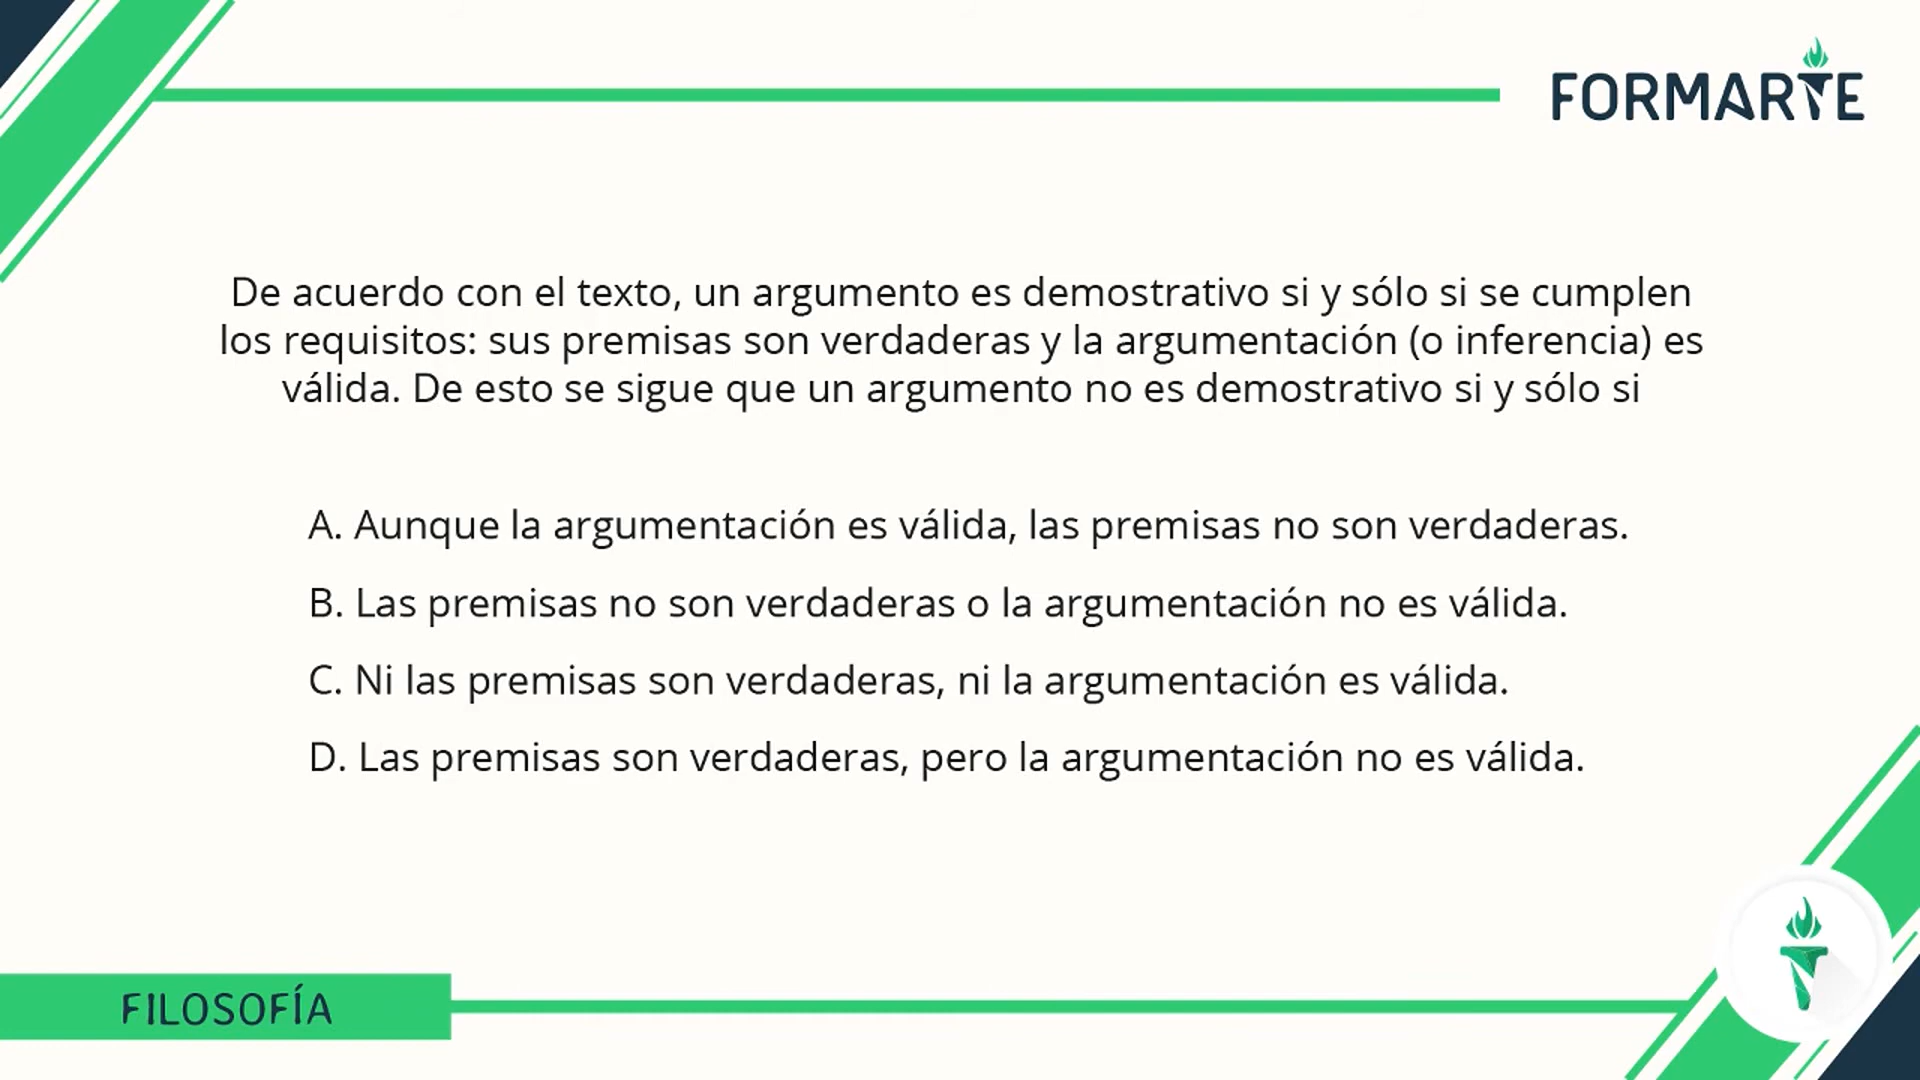 FORMARTE
De acuerdo con el texto, un argumento es demostrativo si y sólo si se cumplen
los requisitos: sus premisas son verdaderas y la argumentación (o inferencia) es
válida. De esto se sigue que un argumento no es demostrativo si y sólo si
A. Aunque la argumentación es válida, las premisas no son verdaderas.
B. Las premisas no son verdaderas o la argumentación no es válida.
C. Ni las premisas son verdaderas, ni la argumentación es válida.
D. Las premisas son verdaderas, pero la argumentación no es válida.
FILOSOFÍA